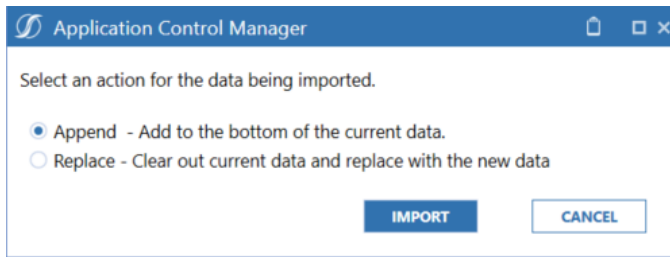 Application Control Manager
Select an action for the data being imported.
Append - Add to the bottom of the current data.
Replace - Clear out current data and replace with the new data
IMPORT
CANCEL